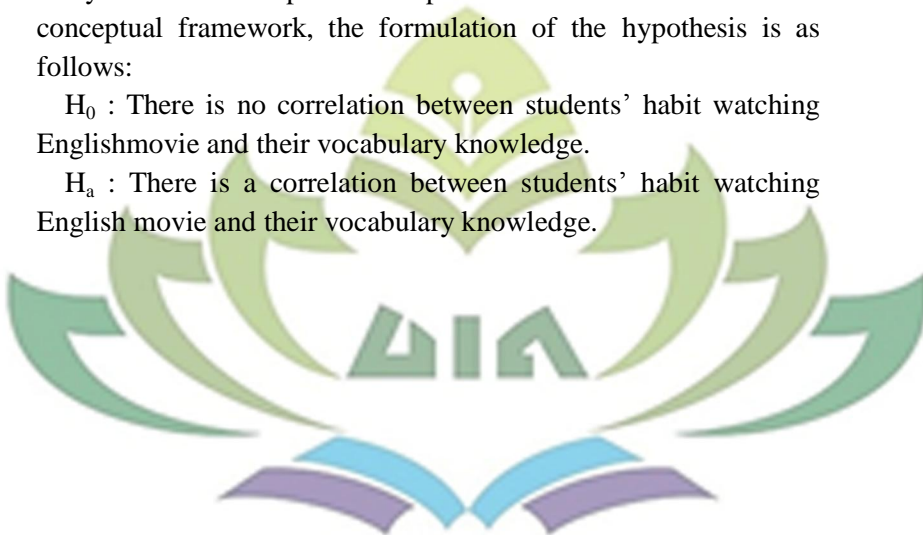 conceptual framework, the formulation of the hypothesis is as
follows:
H₀ : There is no correlation between students’ habit watching
Englishmovie and their vocabulary knowledge.
Hₐ : There is a correlation between students’ habit watching
English movie and their vocabulary knowledge.
UIN